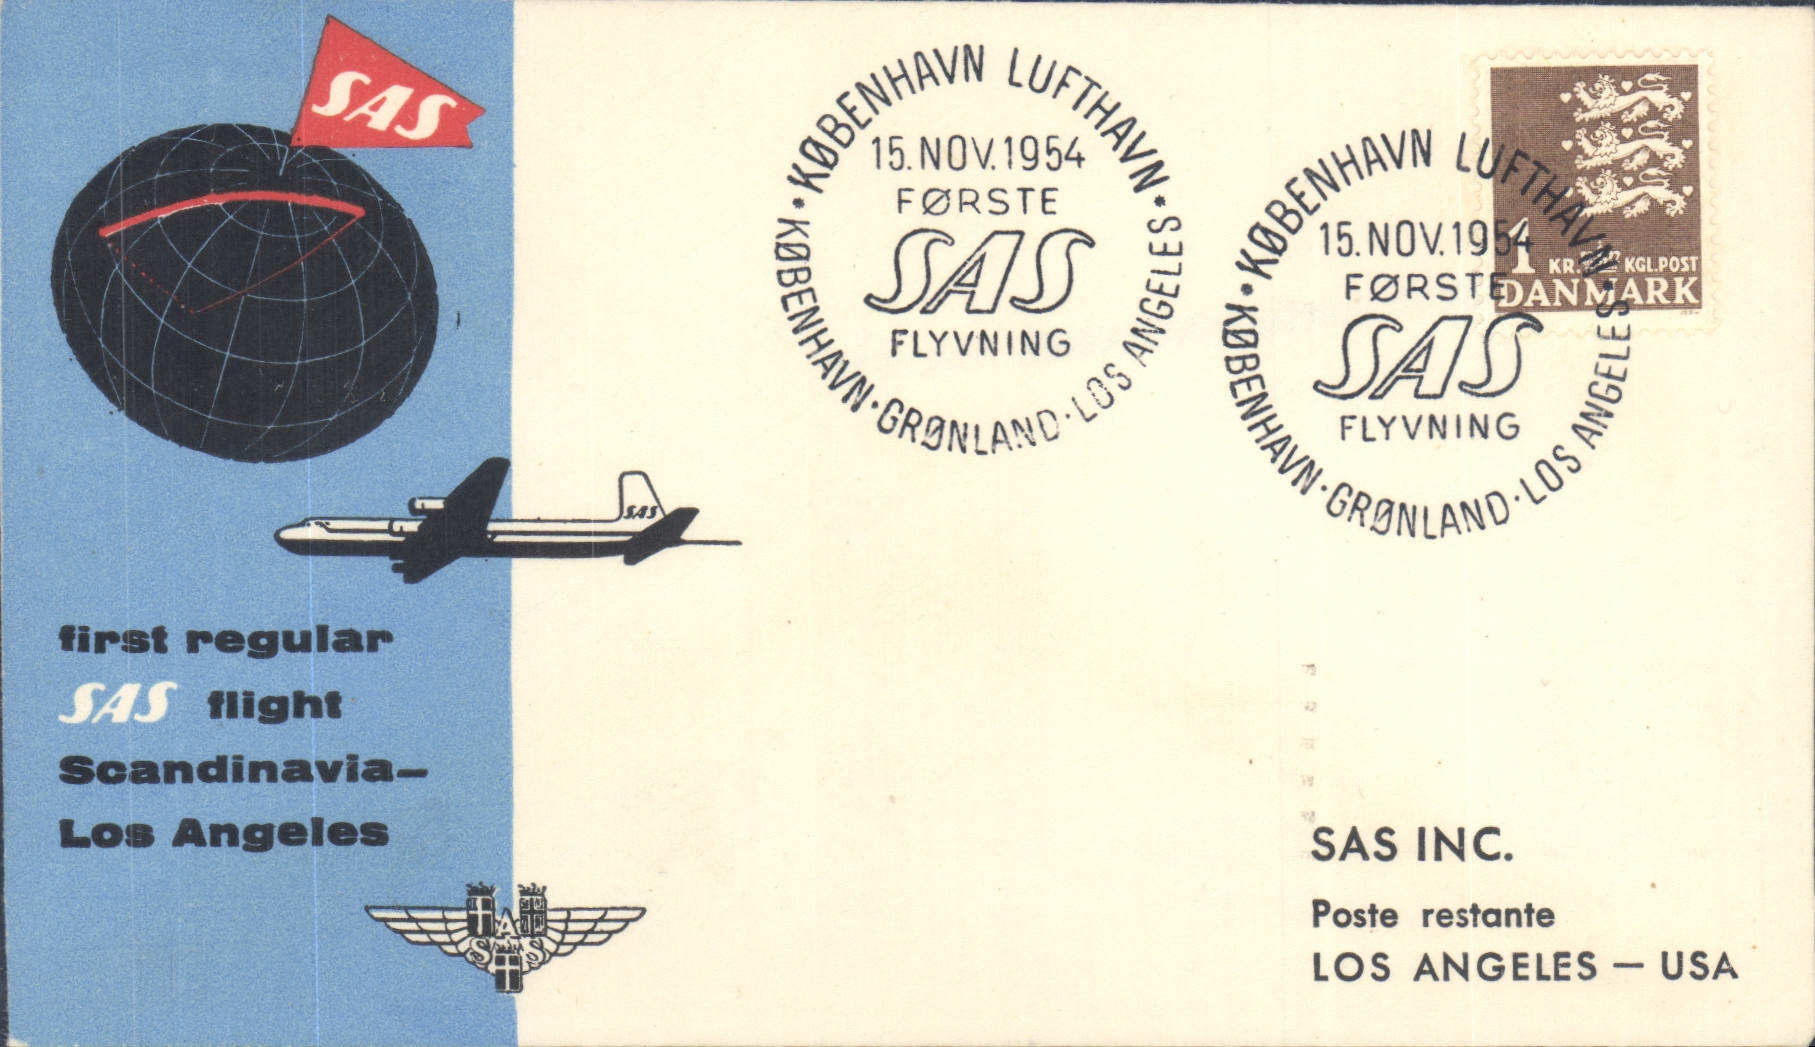 SAS
first regular
SAS flight
Scandinavia–
Los Angeles
SAS
SAS
• KØBENHAVN LUFTHAVN •
15. NOV. 1954
FØRSTE
SAS
FLYVNING
KØBENHAVN · GRØNLAND · LOS ANGELES
• KØBENHAVN LUFTHAVN •
15. NOV. 1954
FØRSTE
SAS
FLYVNING
KØBENHAVN · GRØNLAND · LOS ANGELES
1 KR. KGL. POST
DANMARK
SAS INC.
Poste restante
LOS ANGELES — USA